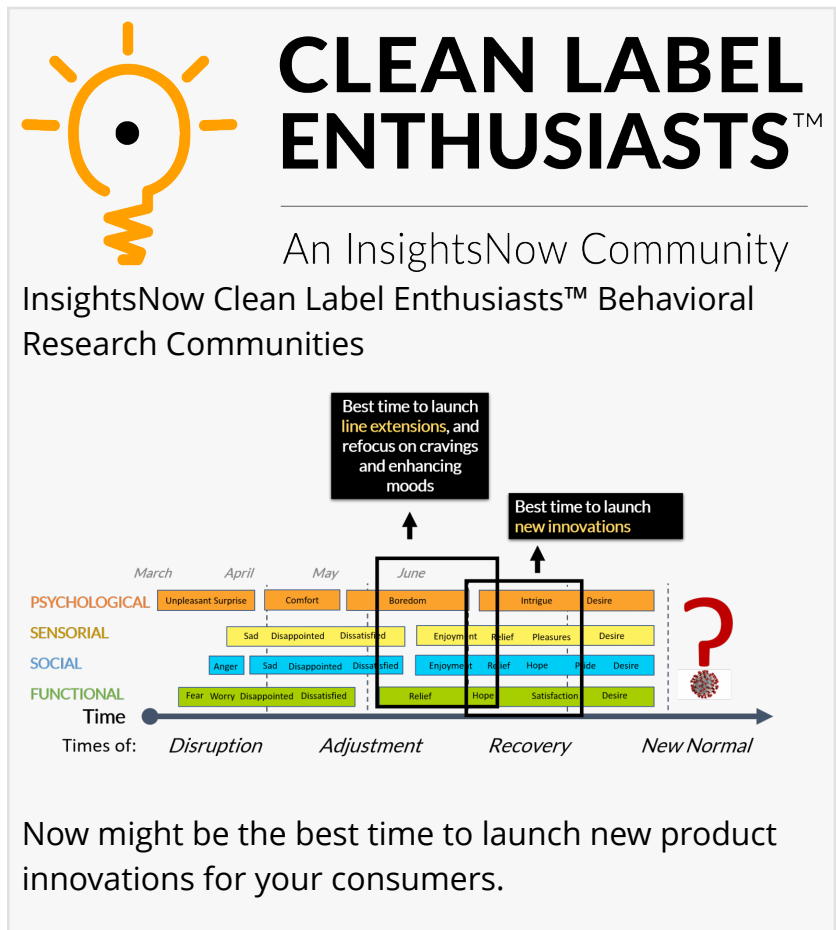 CLEAN LABEL
ENTHUSIASTS™
An InsightsNow Community
InsightsNow Clean Label Enthusiasts™ Behavioral
Research Communities
Best time to launch
line extensions, and
refocus on cravings
and enhancing
moods
Best time to launch
new innovations
March April May June
PSYCHOLOGICAL Unpleasant Surprise Comfort Boredom Intrigue Desire
SENSORIAL Sad Disappointed Dissatisfied Enjoyment Relief Pleasures Desire
SOCIAL Anger Sad Disappointed Dissatisfied Enjoyment Relief Hope Pride Desire
FUNCTIONAL Fear Worry Disappointed Dissatisfied Relief Hope Satisfaction Desire
Time
Times of: Disruption Adjustment Recovery New Normal
?
Now might be the best time to launch new product
innovations for your consumers.